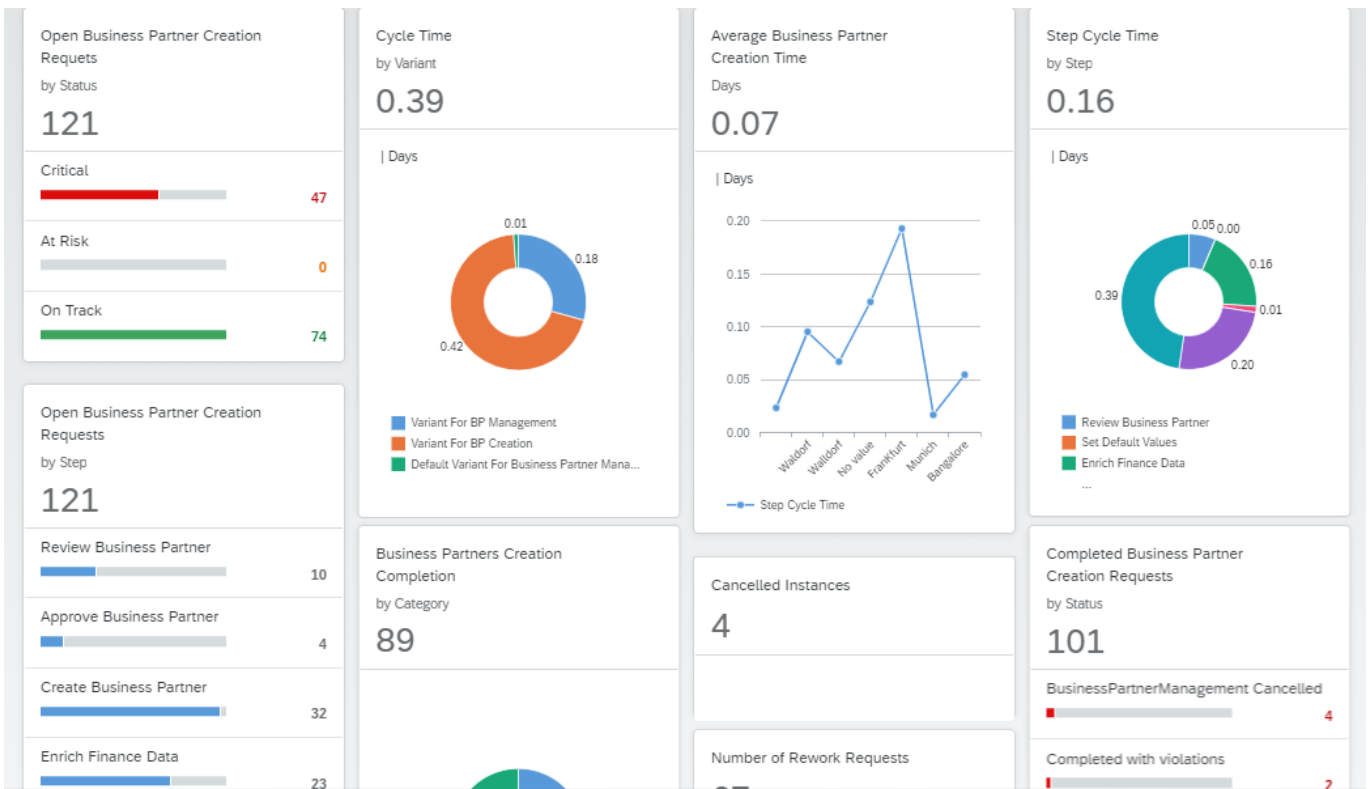 Open Business Partner Creation
Requets
by Status
121
Critical
47
At Risk
0
On Track
74
Open Business Partner Creation
Requests
by Step
121
Review Business Partner
10
Approve Business Partner
4
Create Business Partner
32
Enrich Finance Data
23
Cycle Time
by Variant
0.39
| Days
0.01
0.18
0.42
Variant For BP Management
Variant For BP Creation
Default Variant For Business Partner Mana...
Business Partners Creation
Completion
by Category
89
Average Business Partner
Creation Time
Days
0.07
| Days
0.20
0.15
0.10
0.05
0.00
Waldorf
Walldorf
No value
FranKfurt
Munich
Bangalore
Step Cycle Time
Cancelled Instances
4
Number of Rework Requests
Step Cycle Time
by Step
0.16
| Days
0.05
0.00
0.16
0.01
0.20
0.39
Review Business Partner
Set Default Values
Enrich Finance Data
...
Completed Business Partner
Creation Requests
by Status
101
BusinessPartnerManagement Cancelled
4
Completed with violations
2